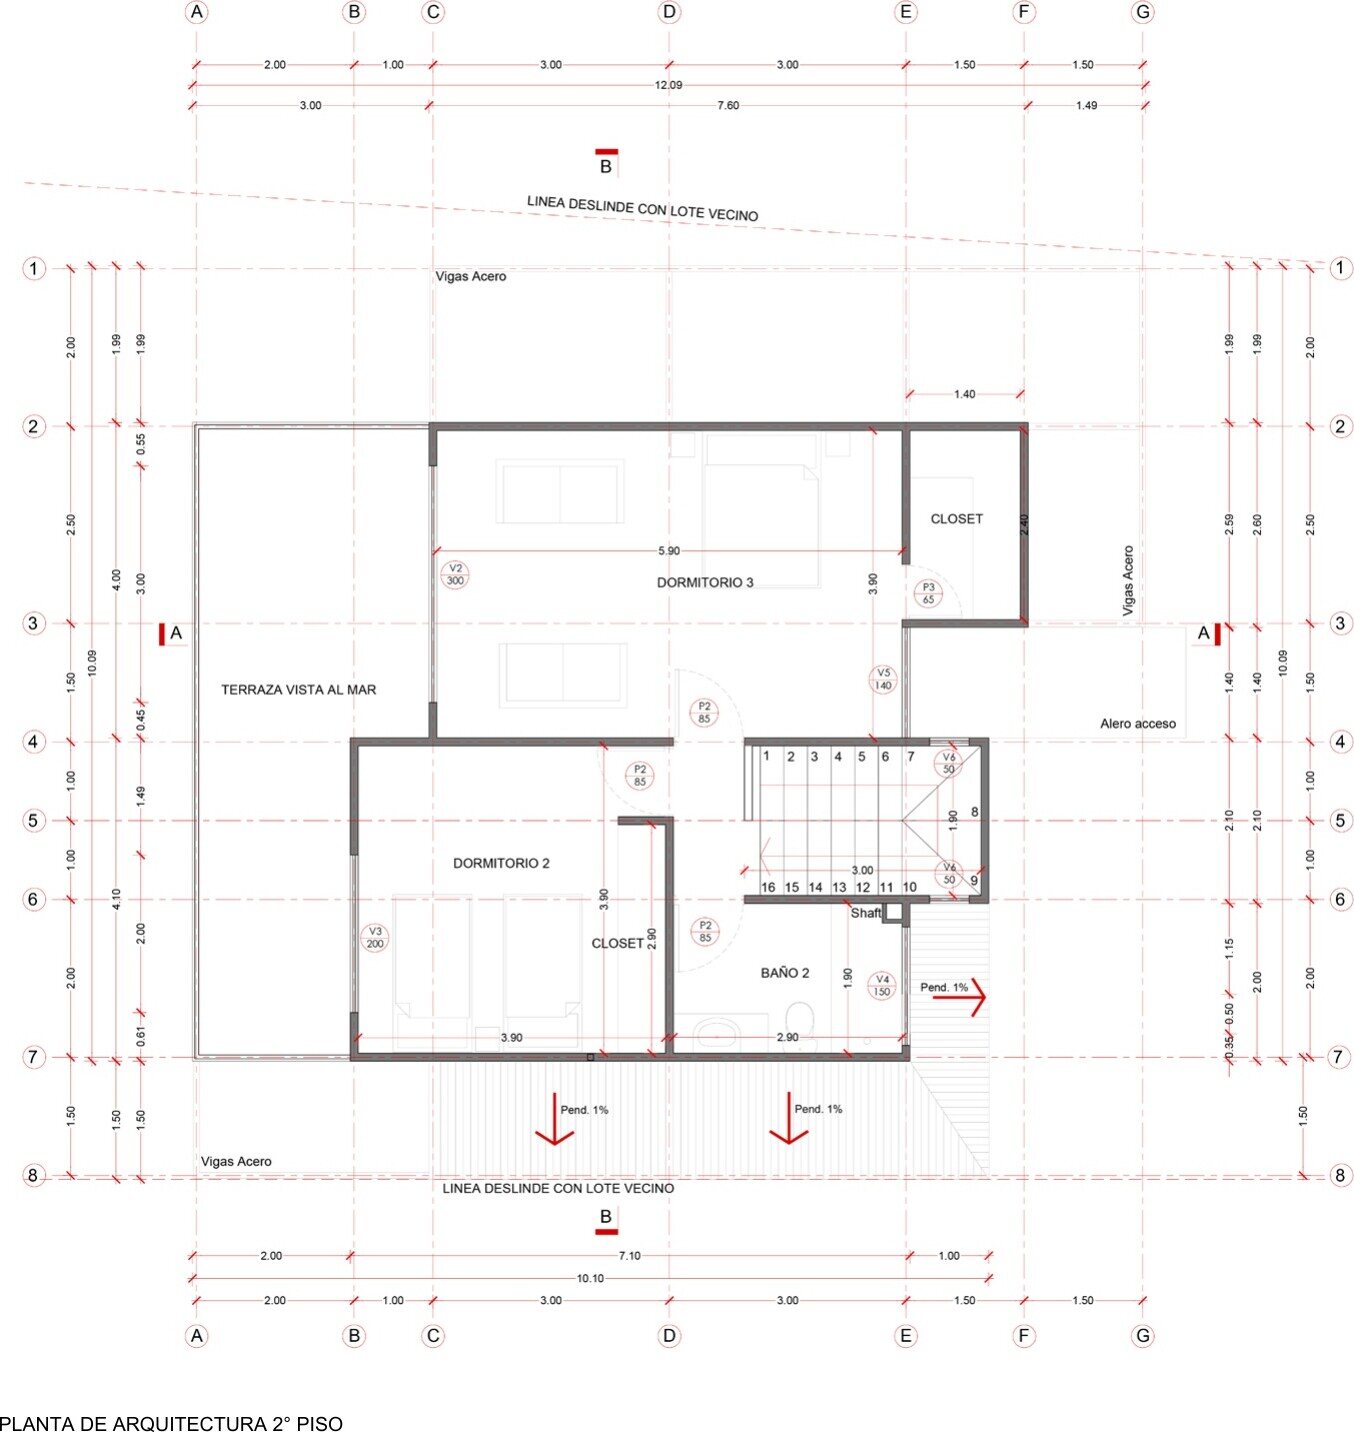 A B C D E F G
2.00 1.00 3.00 3.00 1.50 1.50
12.09
3.00 7.60 1.49
B
LINEA DESLINDE CON LOTE VECINO
1 1
Vigas Acero
2.00 1.99 1.99 1.99 1.99 2.00
1.40
2 2
0.55
2.50 4.00 3.00 2.59 2.60 2.50
CLOSET
2.40
5.90
V2
300
DORMITORIO 3
3.90
P3
65
Vigas Acero
3 3
A A
10.09 10.09
1.50 0.45 1.40 1.40 1.50
TERRAZA VISTA AL MAR
V5
140
P2
85
Alero acceso
4 4
1 2 3 4 5 6 7
V6
50
P2
85
1.00 1.49 1.00
8
1.90
5 5
2.10 2.10
DORMITORIO 2
1.00 4.10 1.00
3.00
V6
50
9
16 15 14 13 12 11 10
6 6
3.90
Shaft
P2
85
V3
200
CLOSET
2.90
2.00 2.00 1.15 2.00 2.00
BAÑO 2
1.90
V4
150
Pend. 1%
0.50
0.61 0.35
3.90 2.90
7 7
1.50 1.50 1.50 1.50
Pend. 1% Pend. 1%
Vigas Acero
8 8
LINEA DESLINDE CON LOTE VECINO
B
2.00 7.10 1.00
10.10
2.00 1.00 3.00 3.00 1.50 1.50
A B C D E F G
PLANTA DE ARQUITECTURA 2° PISO